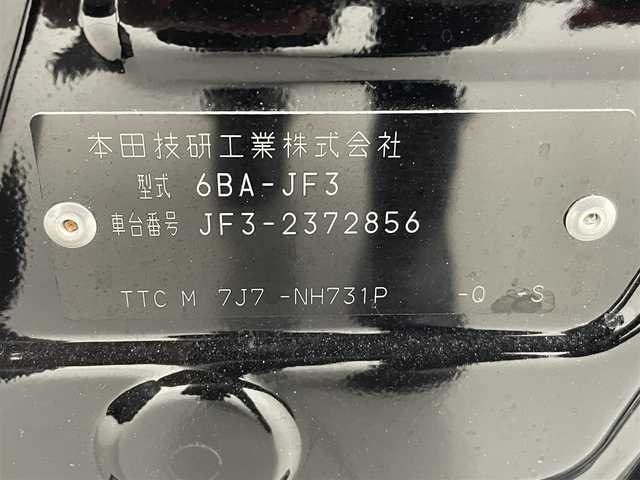 本田技研工業株式会社
型式 6BA-JF3
車台番号 JF3-2372856
TTC M 7J7 -NH731P -Q -S